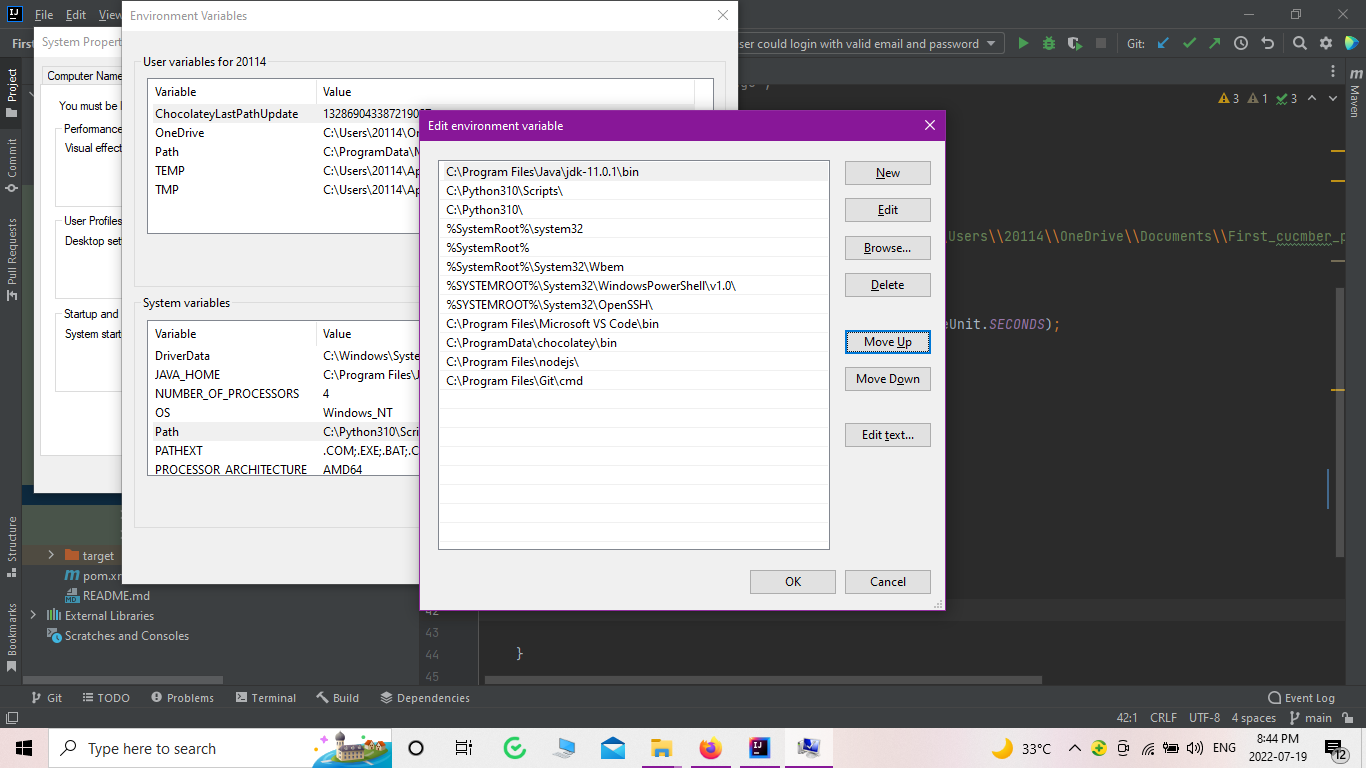 File Edit View
Environment Variables
First
System Propert
user could login with valid email and password
Git:
User variables for 20114
Computer Name
Variable Value
You must be l
ChocolateyLastPathUpdate
3 1 3
Performance
OneDrive C:\Users\20114\On
Edit environment variable
Visual effect
Path C:\ProgramData\
TEMP C:\Users\20114\Ap
TMP C:\Users\20114\Ap
C:\Program Files\Java\jdk-11.0.1\bin
C:\Python310\Scripts\
C:\Python310\
%SystemRoot%\system32
%SystemRoot%
%SystemRoot%\System32\Wbem
%SYSTEMROOT%\System32\WindowsPowerShell\v1.0\
%SYSTEMROOT%\System32\OpenSSH\
C:\Program Files\Microsoft VS Code\bin
C:\ProgramData\chocolatey\bin
C:\Program Files\nodejs\
C:\Program Files\Git\cmd
New
Edit
Browse...
Delete
Move Up
Move Down
Edit text...
OK Cancel
User Profiles
Desktop set
Startup and
System start
System variables
Variable Value
DriverData C:\Windows\Syste
JAVA_HOME C:\Program Files\J
NUMBER_OF_PROCESSORS 4
OS Windows_NT
Path C:\Python310\Scri
PATHEXT .COM;.EXE;.BAT;.C
PROCESSOR_ARCHITECTURE AMD64
\Users\\20114\\OneDrive\\Documents\\First_cucmber_p
eUnit.SECONDS);
Project
Commit
Pull Requests
Structure
Bookmarks
Maven
target
pom.xr
README.md
External Libraries
Scratches and Consoles
42
43
44 }
45
Git TODO Problems Terminal Build Dependencies Event Log
42:1 CRLF UTF-8 4 spaces main
Type here to search
33°C ENG
8:44 PM
2022-07-19
12